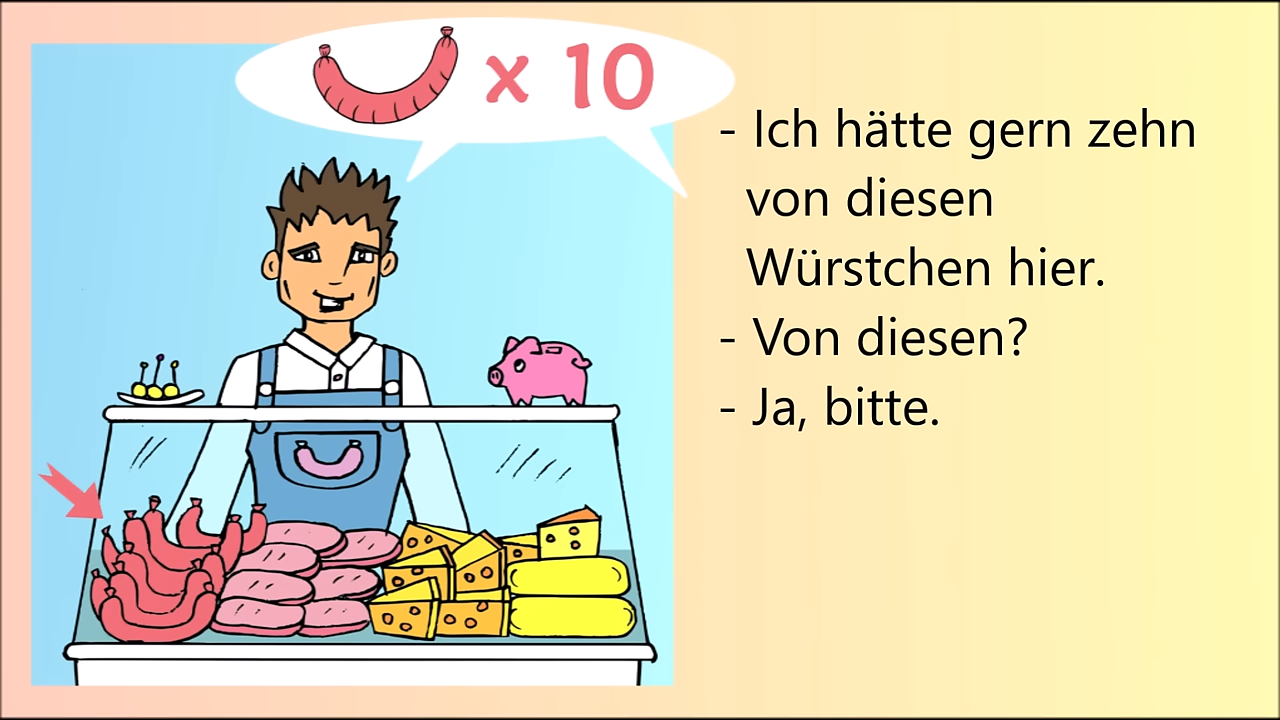 x 10
- Ich hätte gern zehn
von diesen
Würstchen hier.
- Von diesen?
- Ja, bitte.